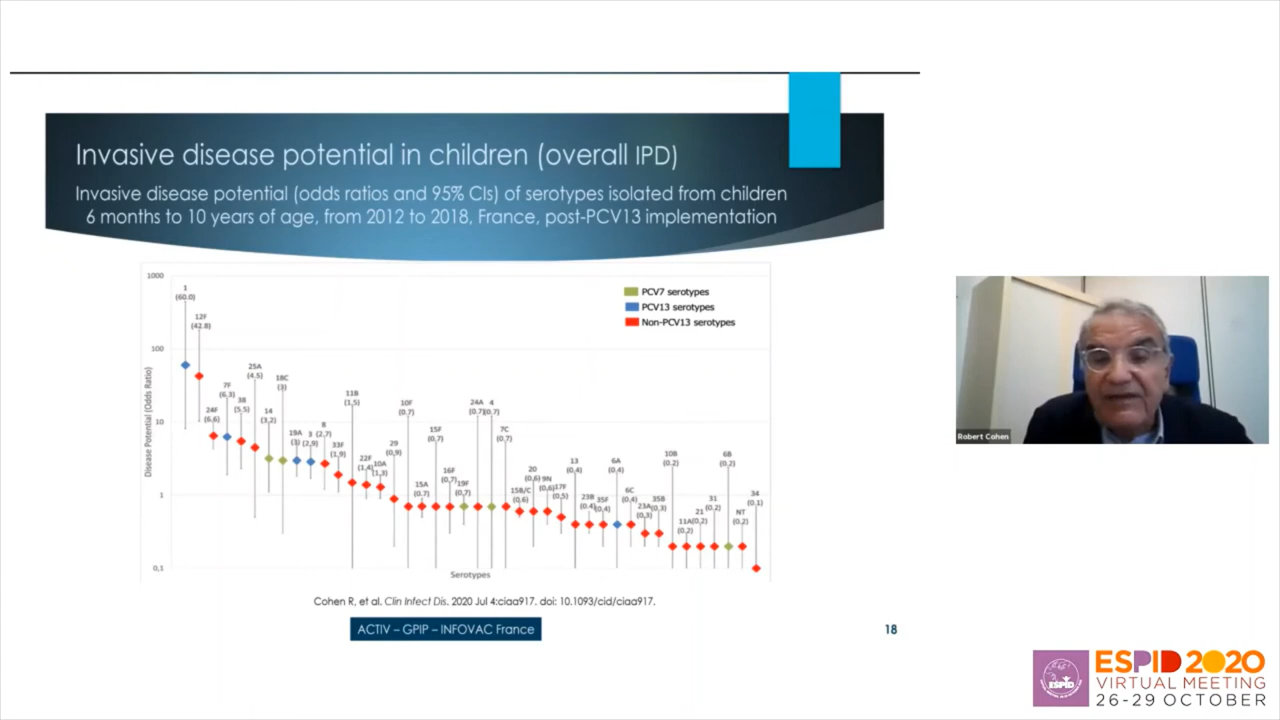 Invasive disease potential in children (overall IPD)
Invasive disease potential (odds ratios and 95% CIs) of serotypes isolated from children
6 months to 10 years of age, from 2012 to 2018, France, post-PCV13 implementation
Disease Potential (Odds Ratio)
1000
100
10
1
0,1
PCV7 serotypes
PCV13 serotypes
Non-PCV13 serotypes
1
(60.0)
12F
(42.8)
24F
(6.6)
7F
(6.3)
38
(5.5)
25A
(4.5)
14
(3.2)
18C
(3)
19A
(3)
3
(2,9)
8
(2,7)
33F
(1,9)
11B
(1,5)
22F
(1,4)
10A
(1,3)
29
(0,9)
10F
(0,7)
15A
(0,7)
15F
(0,7)
16F
(0,7)
19F
(0,7)
24A
(0,7)
4
(0,7)
7C
(0,7)
15B/C
(0,6)
20
(0,6)
9N
(0,6)
17F
(0,5)
13
(0,4)
23B
(0,4)
35F
(0,4)
6A
(0,4)
6C
(0,4)
23A
(0,3)
35B
(0,3)
10B
(0,2)
11A
(0,2)
21
(0,2)
31
(0,2)
6B
(0,2)
NT
(0,2)
34
(0,1)
Serotypes
Cohen R, et al. Clin Infect Dis. 2020 Jul 4:ciaa917. doi: 10.1093/cid/ciaa917.
ACTIV – GPIP – INFOVAC France
18
Robert Cohen
ESPID
ESPID 2020
VIRTUAL MEETING
26-29 OCTOBER